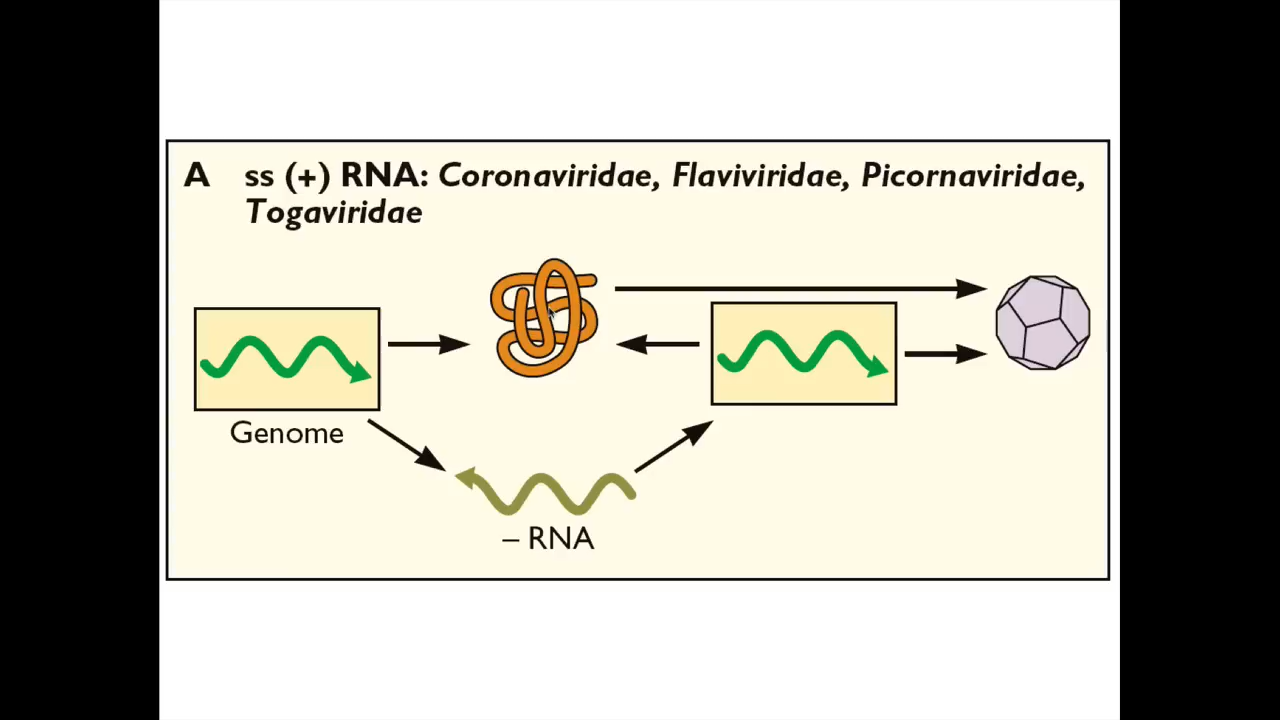 A ss (+) RNA: Coronaviridae, Flaviviridae, Picornaviridae,
Togaviridae
Genome
– RNA